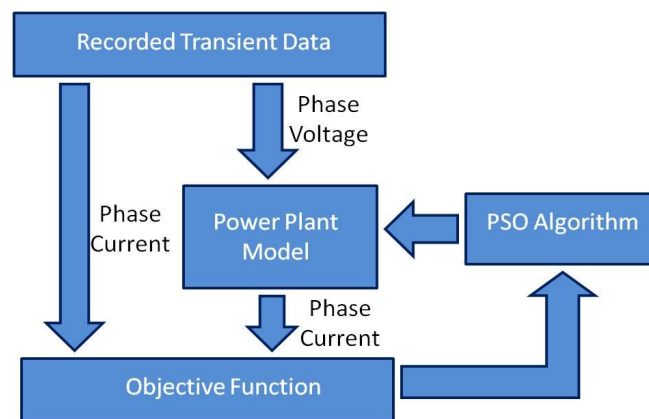 Recorded Transient Data
Phase
Voltage
Phase
Current
Power Plant
Model
PSO Algorithm
Phase
Current
Objective Function